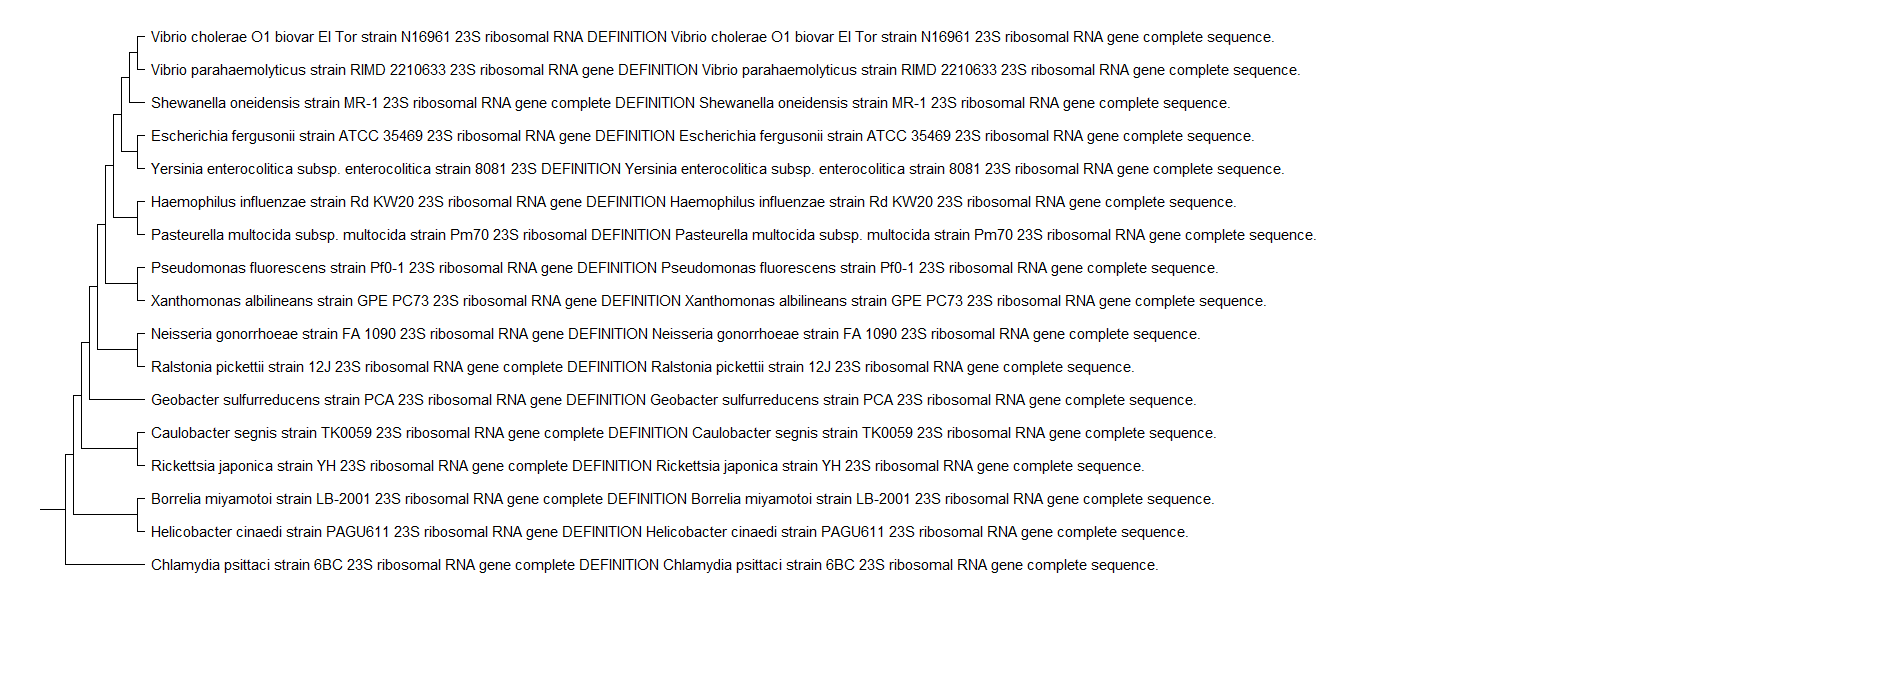 Vibrio cholerae O1 biovar El Tor strain N16961 23S ribosomal RNA DEFINITION Vibrio cholerae O1 biovar El Tor strain N16961 23S ribosomal RNA gene complete sequence.
Vibrio parahaemolyticus strain RIMD 2210633 23S ribosomal RNA gene DEFINITION Vibrio parahaemolyticus strain RIMD 2210633 23S ribosomal RNA gene complete sequence.
Shewanella oneidensis strain MR-1 23S ribosomal RNA gene complete DEFINITION Shewanella oneidensis strain MR-1 23S ribosomal RNA gene complete sequence.
Escherichia fergusonii strain ATCC 35469 23S ribosomal RNA gene DEFINITION Escherichia fergusonii strain ATCC 35469 23S ribosomal RNA gene complete sequence.
Yersinia enterocolitica subsp. enterocolitica strain 8081 23S DEFINITION Yersinia enterocolitica subsp. enterocolitica strain 8081 23S ribosomal RNA gene complete sequence.
Haemophilus influenzae strain Rd KW20 23S ribosomal RNA gene DEFINITION Haemophilus influenzae strain Rd KW20 23S ribosomal RNA gene complete sequence.
Pasteurella multocida subsp. multocida strain Pm70 23S ribosomal DEFINITION Pasteurella multocida subsp. multocida strain Pm70 23S ribosomal RNA gene complete sequence.
Pseudomonas fluorescens strain Pf0-1 23S ribosomal RNA gene DEFINITION Pseudomonas fluorescens strain Pf0-1 23S ribosomal RNA gene complete sequence.
Xanthomonas albilineans strain GPE PC73 23S ribosomal RNA gene DEFINITION Xanthomonas albilineans strain GPE PC73 23S ribosomal RNA gene complete sequence.
Neisseria gonorrhoeae strain FA 1090 23S ribosomal RNA gene DEFINITION Neisseria gonorrhoeae strain FA 1090 23S ribosomal RNA gene complete sequence.
Ralstonia pickettii strain 12J 23S ribosomal RNA gene complete DEFINITION Ralstonia pickettii strain 12J 23S ribosomal RNA gene complete sequence.
Geobacter sulfurreducens strain PCA 23S ribosomal RNA gene DEFINITION Geobacter sulfurreducens strain PCA 23S ribosomal RNA gene complete sequence.
Caulobacter segnis strain TK0059 23S ribosomal RNA gene complete DEFINITION Caulobacter segnis strain TK0059 23S ribosomal RNA gene complete sequence.
Rickettsia japonica strain YH 23S ribosomal RNA gene complete DEFINITION Rickettsia japonica strain YH 23S ribosomal RNA gene complete sequence.
Borrelia miyamotoi strain LB-2001 23S ribosomal RNA gene complete DEFINITION Borrelia miyamotoi strain LB-2001 23S ribosomal RNA gene complete sequence.
Helicobacter cinaedi strain PAGU611 23S ribosomal RNA gene DEFINITION Helicobacter cinaedi strain PAGU611 23S ribosomal RNA gene complete sequence.
Chlamydia psittaci strain 6BC 23S ribosomal RNA gene complete DEFINITION Chlamydia psittaci strain 6BC 23S ribosomal RNA gene complete sequence.